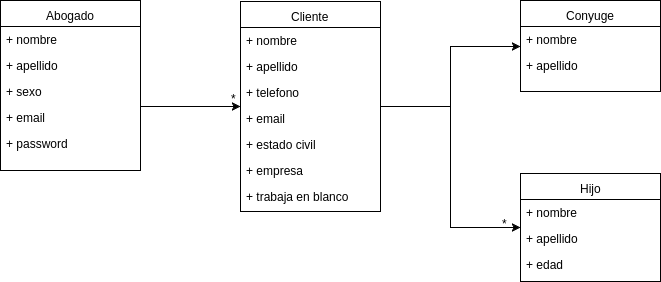 Abogado
+ nombre
+ apellido
+ sexo
+ email
+ password
*
Cliente
+ nombre
+ apellido
+ telefono
+ email
+ estado civil
+ empresa
+ trabaja en blanco
Conyuge
+ nombre
+ apellido
*
Hijo
+ nombre
+ apellido
+ edad